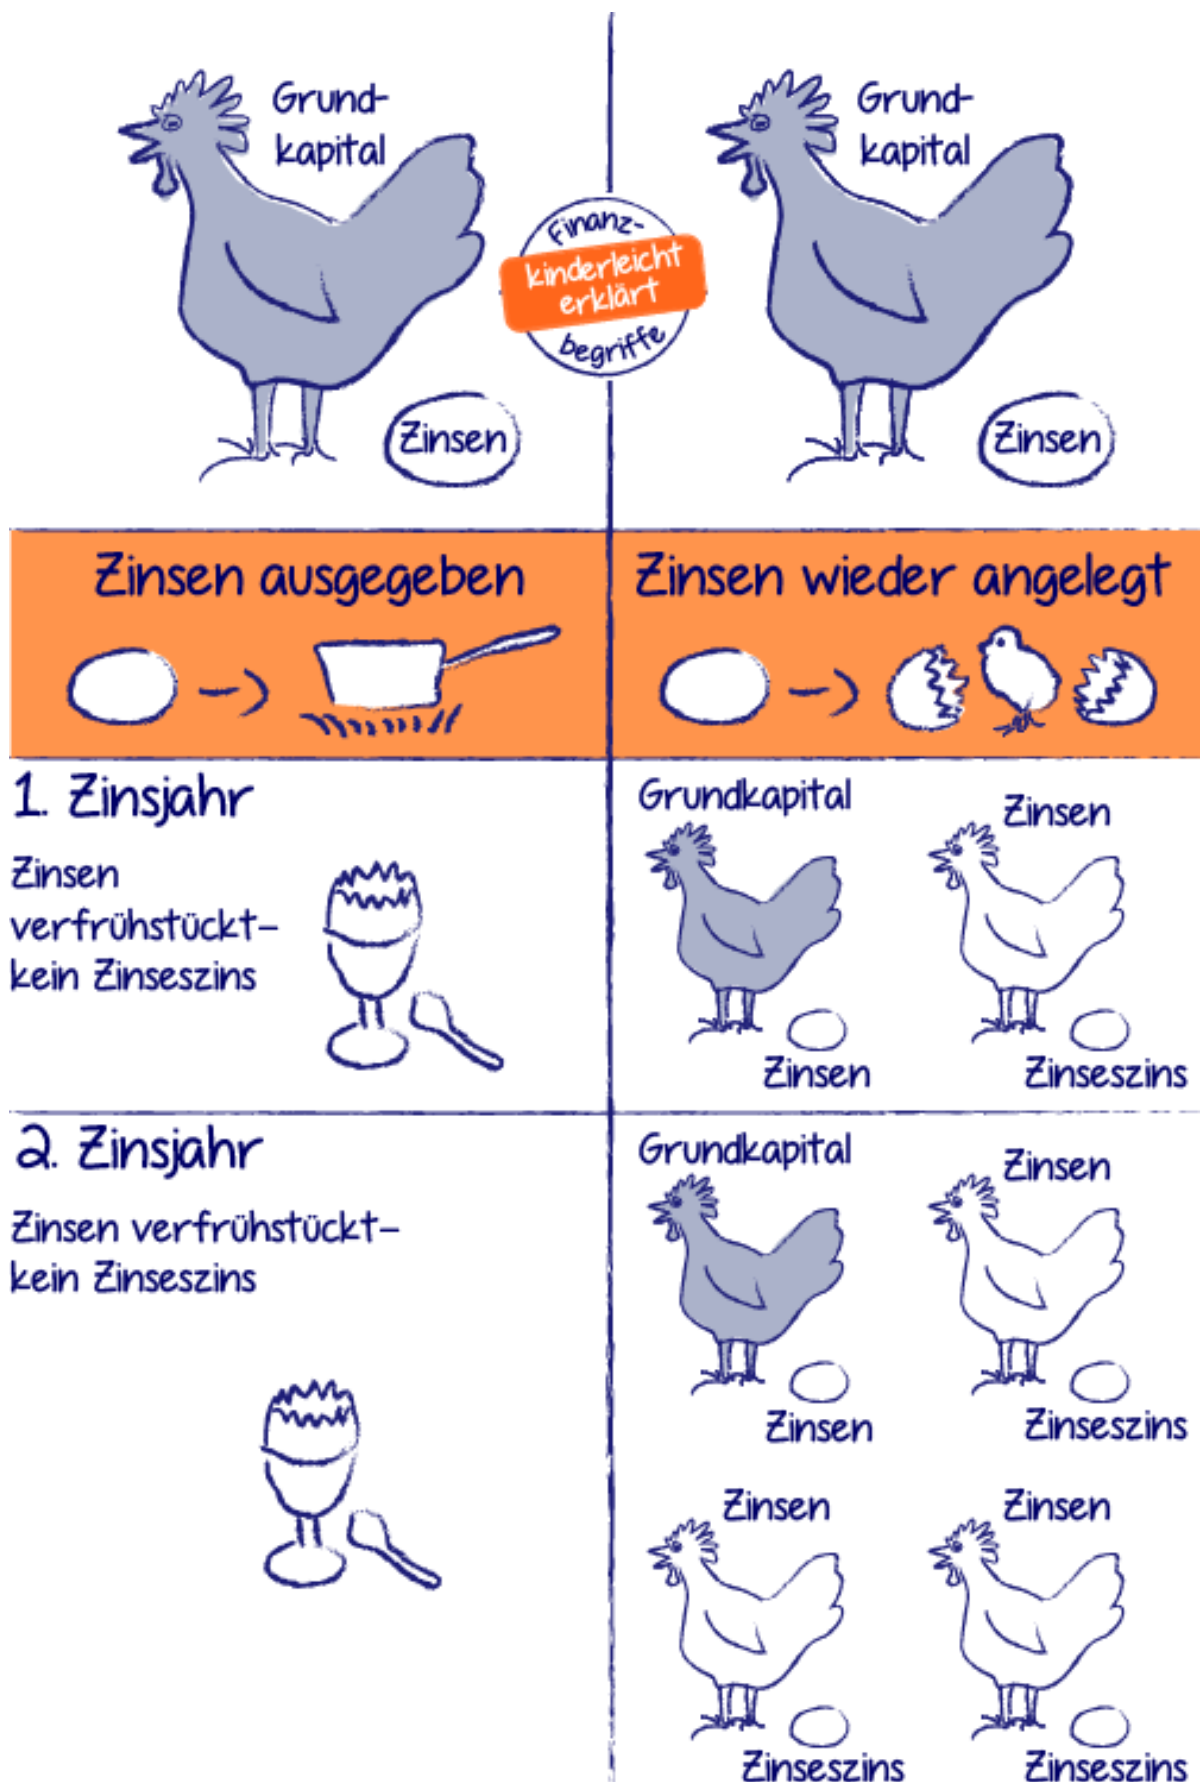 Grund-
kapital
Zinsen
Grund-
kapital
Zinsen
Finanz-
kinderleicht
erklärt
begriffe
Zinsen ausgegeben
Zinsen wieder angelegt
1. Zinsjahr
Zinsen
verfrühstückt-
kein Zinseszins
Grundkapital
Zinsen
Zinsen
Zinseszins
2. Zinsjahr
Zinsen verfrühstückt-
kein Zinseszins
Grundkapital
Zinsen
Zinsen
Zinseszins
Zinsen
Zinsen
Zinseszins
Zinseszins